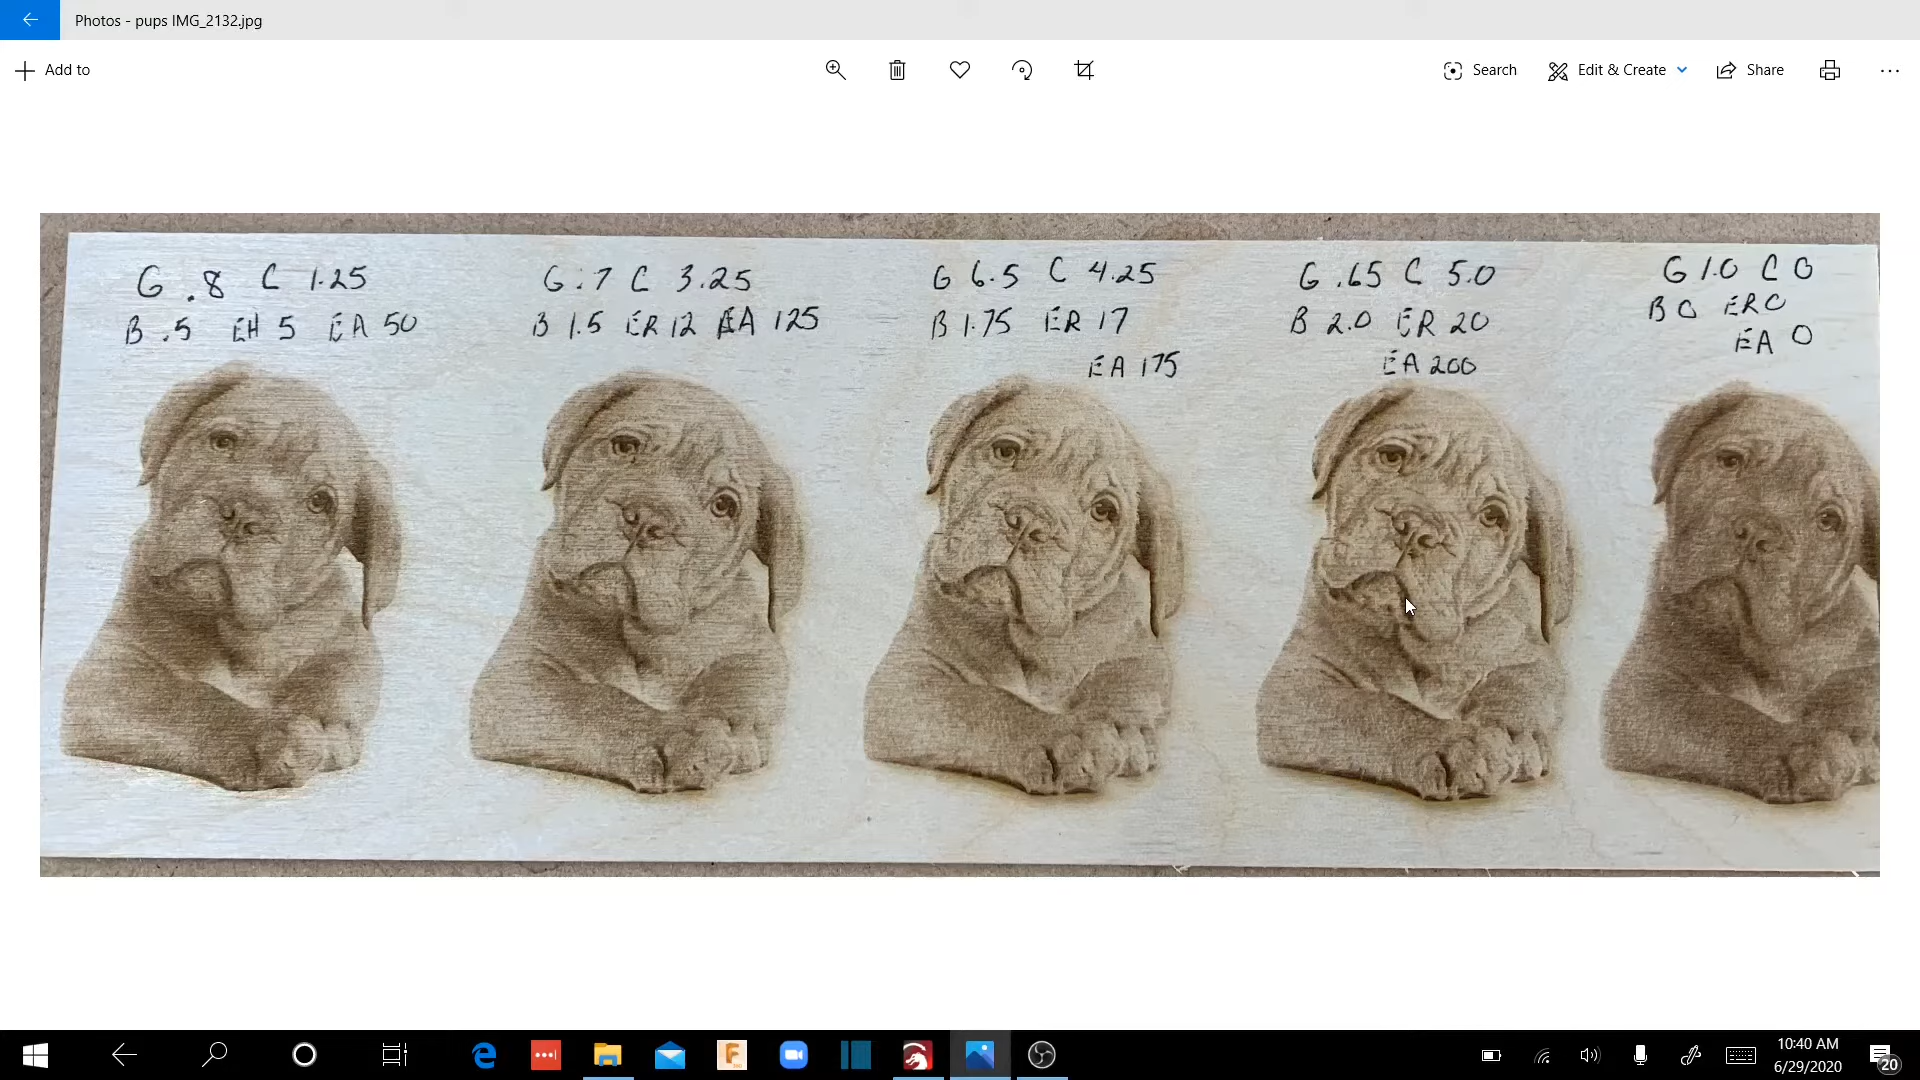 Photos - pups IMG_2132.jpg
Add to
Search
Edit & Create
Share
G .8 C 1.25
B .5 EH 5 EA 50
G .7 C 3.25
B 1.5 ER 12 EA 125
G 6.5 C 4.25
B 1.75 ER 17
EA 175
G .65 C 5.0
B 2.0 ER 20
EA 200
G 1.0 C 0
B 0 ER 0
EA 0
10:40 AM
6/29/2020
20